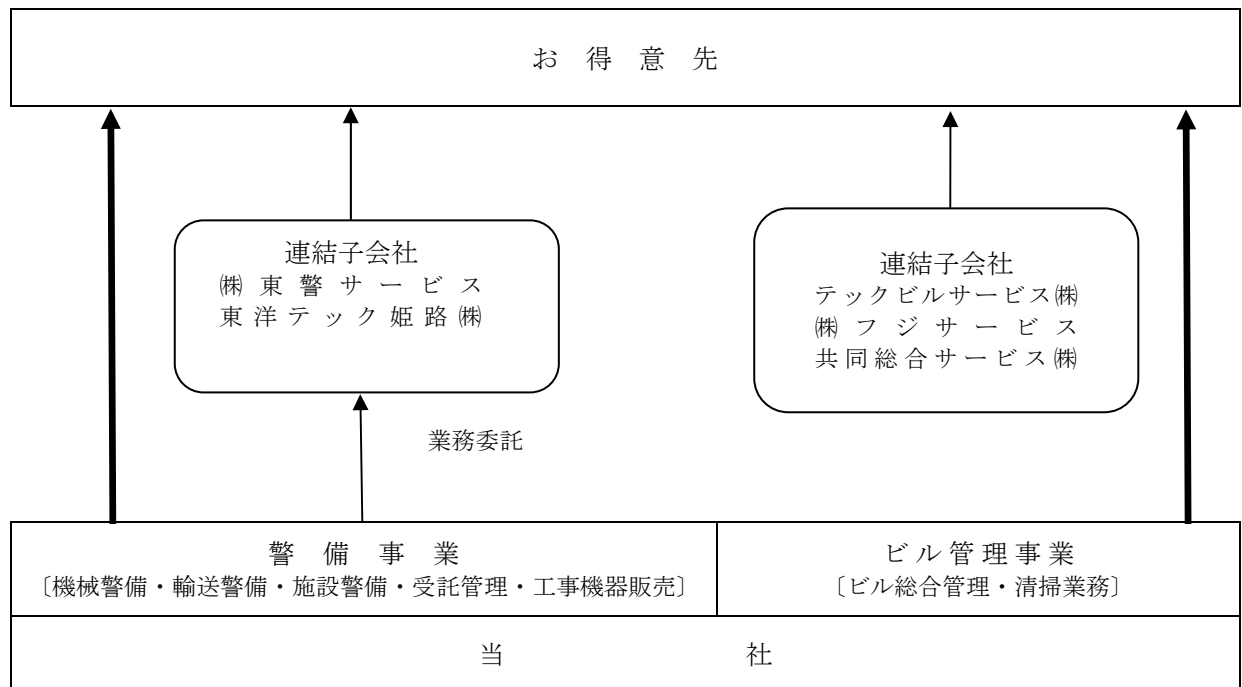 お得意先
連結子会社
㈱東警サービス
東洋テック姫路㈱
連結子会社
テックビルサービス㈱
㈱フジサービス
共同総合サービス㈱
業務委託
警備事業
〔機械警備・輸送警備・施設警備・受託管理・工事機器販売〕
ビル管理事業
〔ビル総合管理・清掃業務〕
当社